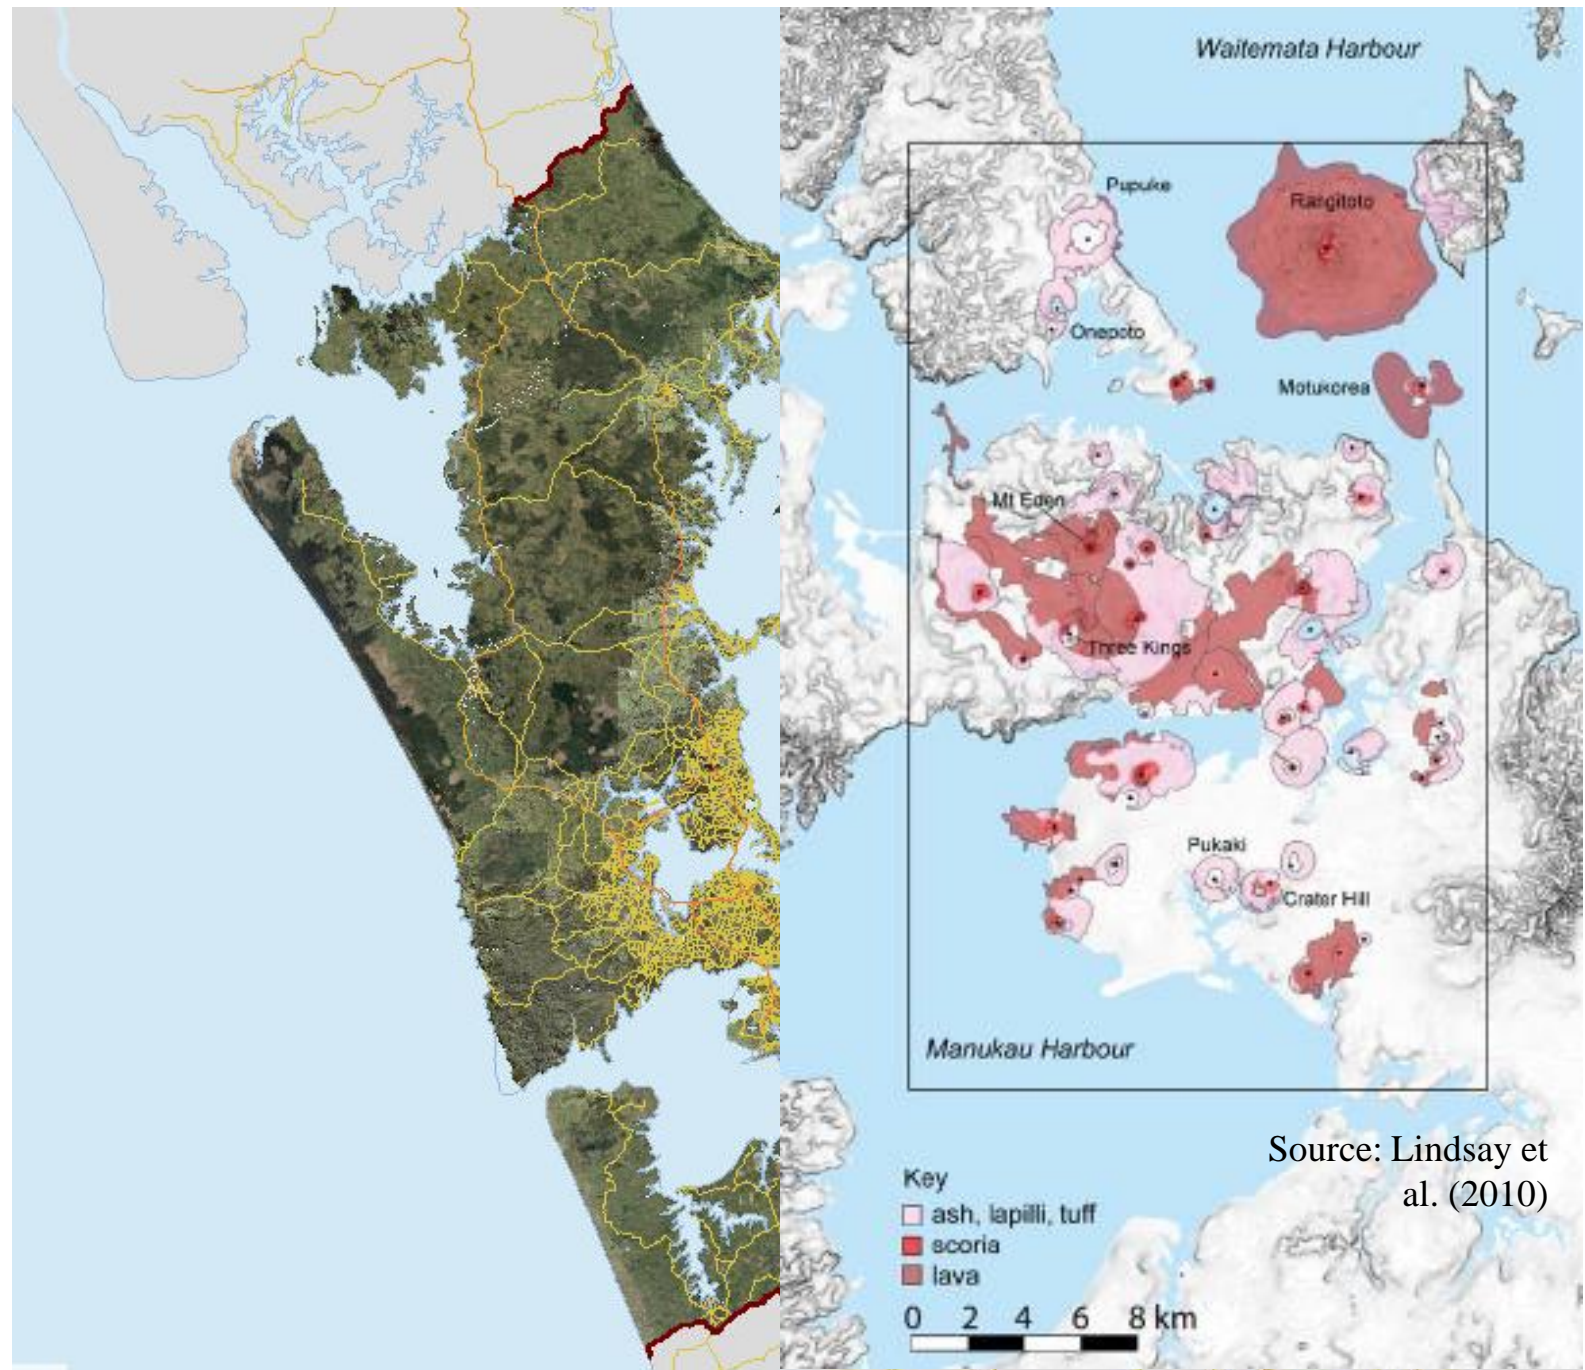 Waitemata Harbour
Pupuke
Rangitoto
Onepoto
Motukorea
Mt Eden
Three Kings
Pukaki
Crater Hill
Manukau Harbour
Source: Lindsay et
al. (2010)
Key
ash, lapilli, tuff
scoria
lava
0 2 4 6 8 km